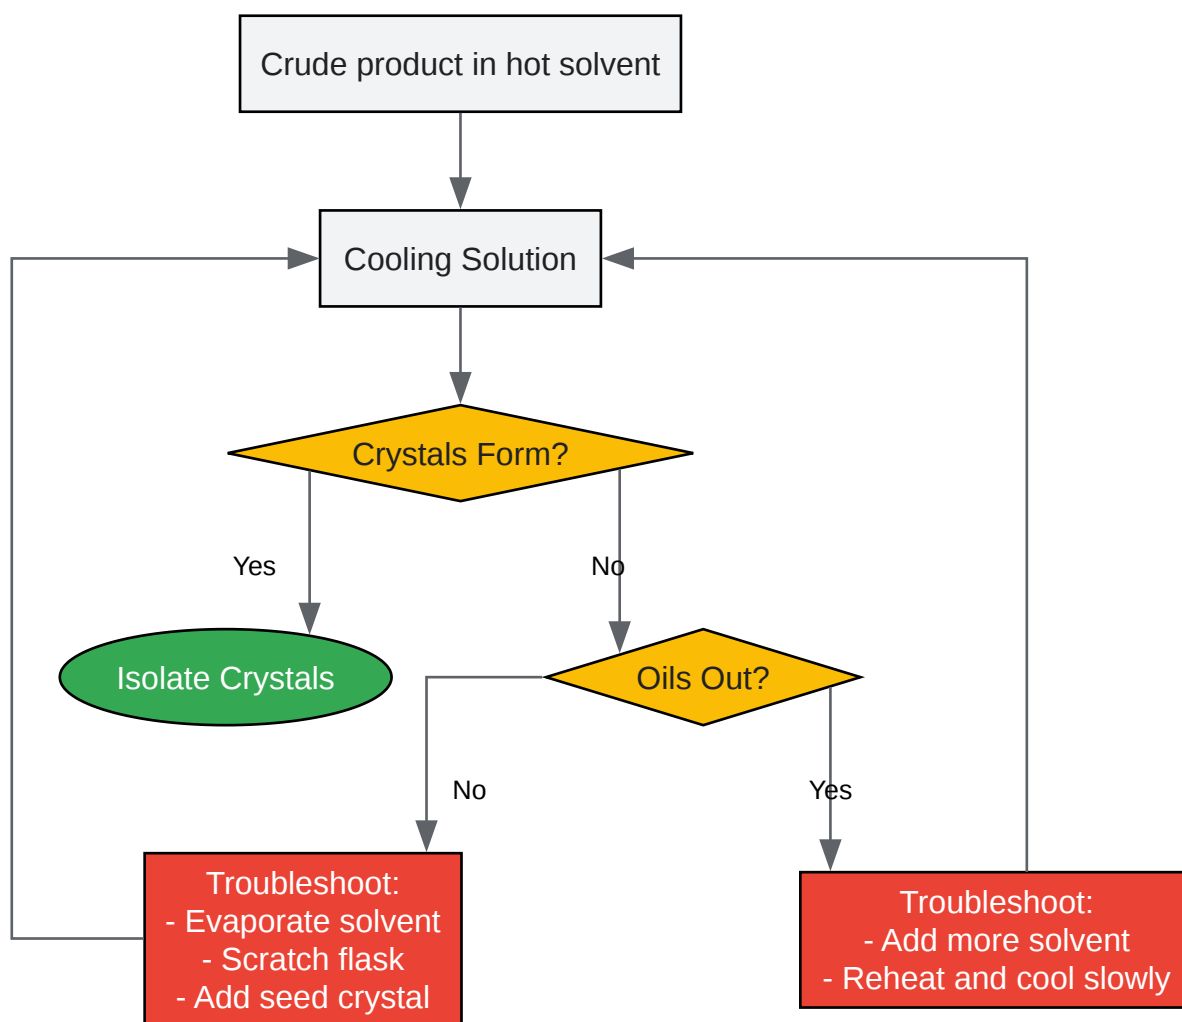 Crude product in hot solvent
Cooling Solution
Crystals Form?
Yes
No
Isolate Crystals
Oils Out?
No
Yes
Troubleshoot:
- Evaporate solvent
- Scratch flask
- Add seed crystal
Troubleshoot:
- Add more solvent
- Reheat and cool slowly